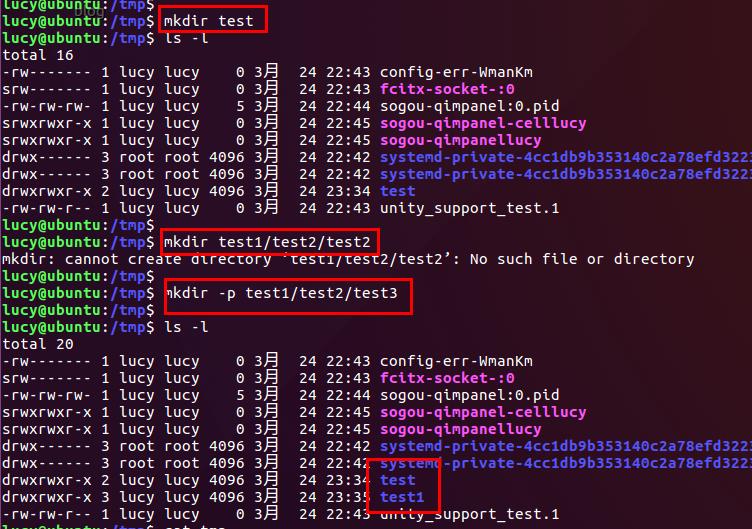 lucy@ubuntu:/tmp$
lucy@ubuntu:/tmp$ mkdir test
lucy@ubuntu:/tmp$ ls -l
total 16
-rw------- 1 lucy lucy    0 3月  24 22:43 config-err-WmanKm
srw------- 1 lucy lucy    0 3月  24 22:43 fcitx-socket-:0
-rw-rw-rw- 1 lucy lucy    5 3月  24 22:44 sogou-qimpanel:0.pid
srwxrwxr-x 1 lucy lucy    0 3月  24 22:45 sogou-qimpanel-celllucy
srwxrwxr-x 1 lucy lucy    0 3月  24 22:45 sogou-qimpanellucy
drwx------ 3 root root 4096 3月  24 22:42 systemd-private-4cc1db9b353140c2a78efd3223
drwx------ 3 root root 4096 3月  24 22:42 systemd-private-4cc1db9b353140c2a78efd3223
drwxrwxr-x 2 lucy lucy 4096 3月  24 23:34 test
-rw-rw-r-- 1 lucy lucy    0 3月  24 22:43 unity_support_test.1
lucy@ubuntu:/tmp$
lucy@ubuntu:/tmp$ mkdir test1/test2/test2
mkdir: cannot create directory ‘test1/test2/test2’: No such file or directory
lucy@ubuntu:/tmp$
lucy@ubuntu:/tmp$ mkdir -p test1/test2/test3
lucy@ubuntu:/tmp$
lucy@ubuntu:/tmp$ ls -l
total 20
-rw------- 1 lucy lucy    0 3月  24 22:43 config-err-WmanKm
srw------- 1 lucy lucy    0 3月  24 22:43 fcitx-socket-:0
-rw-rw-rw- 1 lucy lucy    5 3月  24 22:44 sogou-qimpanel:0.pid
srwxrwxr-x 1 lucy lucy    0 3月  24 22:45 sogou-qimpanel-celllucy
srwxrwxr-x 1 lucy lucy    0 3月  24 22:45 sogou-qimpanellucy
drwx------ 3 root root 4096 3月  24 22:42 systemd-private-4cc1db9b353140c2a78efd3223
drwx------ 3 root root 4096 3月  24 22:42 systemd-private-4cc1db9b353140c2a78efd3223
drwxrwxr-x 2 lucy lucy 4096 3月  24 23:34 test
drwxrwxr-x 3 lucy lucy 4096 3月  24 23:35 test1
-rw-rw-r-- 1 lucy lucy    0 3月  24 22:43 unity_support_test.1